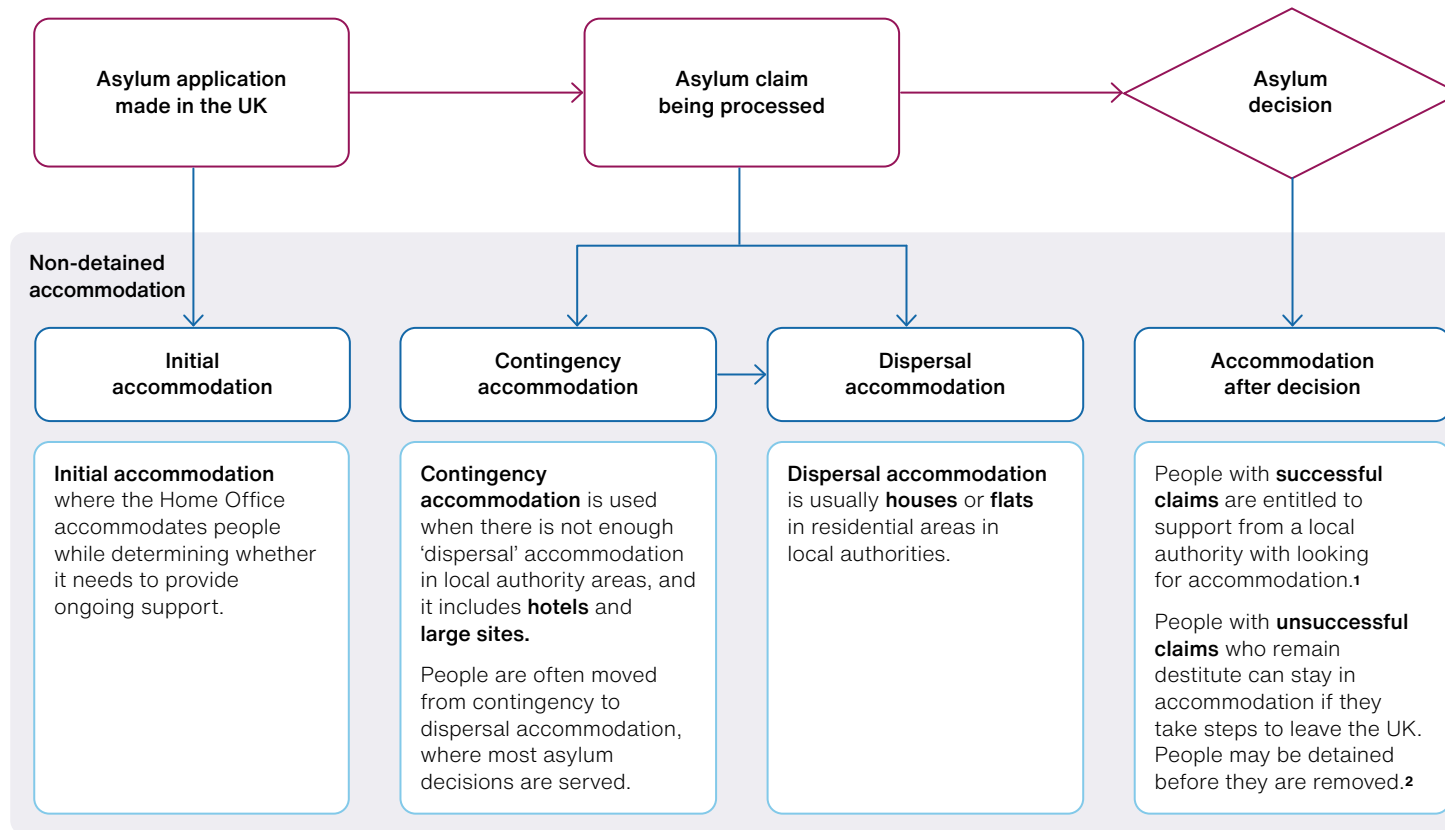 Asylum application
made in the UK
Asylum claim
being processed
Asylum
decision
Non-detained
accommodation
Initial
accommodation
Contingency
accommodation
Dispersal
accommodation
Accommodation
after decision
Initial accommodation
where the Home Office
accommodates people
while determining whether
it needs to provide
ongoing support.
Contingency
accommodation is used
when there is not enough
‘dispersal’ accommodation
in local authority areas, and
it includes hotels and
large sites.
People are often moved
from contingency to
dispersal accommodation,
where most asylum
decisions are served.
Dispersal accommodation
is usually houses or flats
in residential areas in
local authorities.
People with successful
claims are entitled to
support from a local
authority with looking
for accommodation.1
People with unsuccessful
claims who remain
destitute can stay in
accommodation if they
take steps to leave the UK.
People may be detained
before they are removed.2